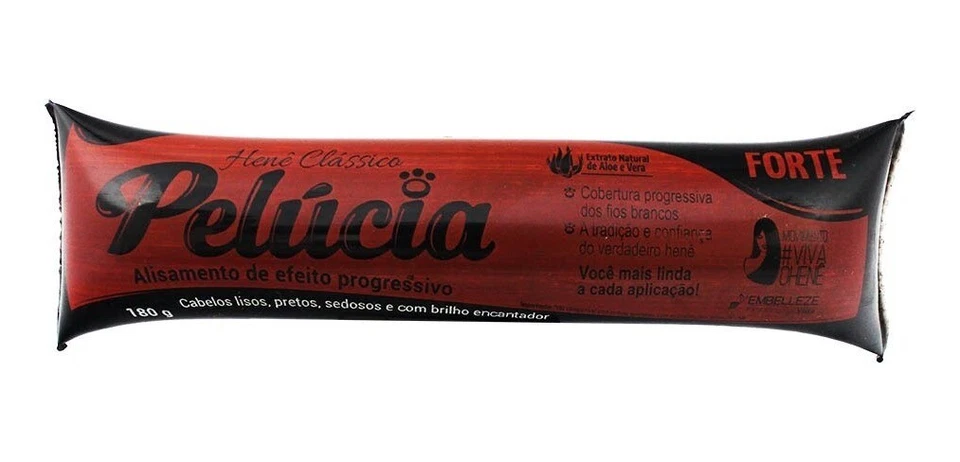 Henê Clássico
Pelúcia
Alisamento de efeito progressivo
Cabelos lisos, pretos, sedosos e com brilho encantador
180 g
Extrato Natural
de Aloe e Vera
Cobertura progressiva
dos fios brancos
A tradição e confiança
do verdadeiro henê
Você mais linda
a cada aplicação!
FORTE
MOVIMENTO
#VIVA
OHENÊ
EMBELLEZE